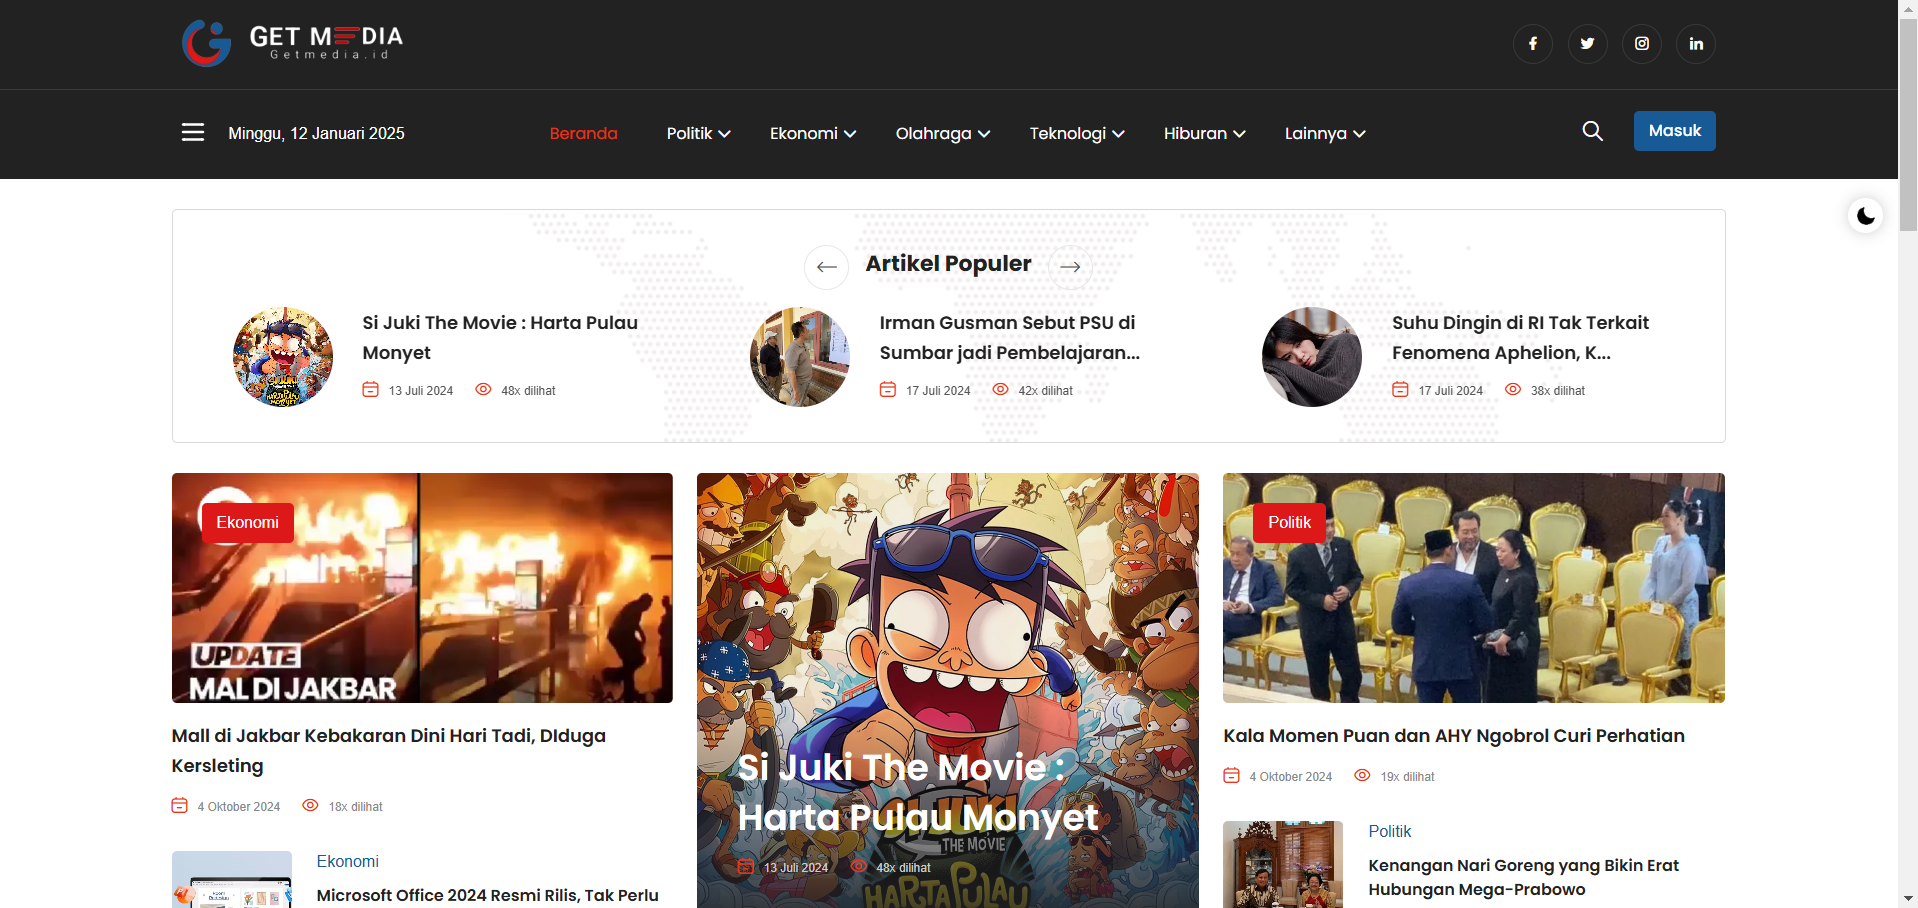 GET MEDIA
Getmedia.id
Minggu, 12 Januari 2025
Beranda
Politik
Ekonomi
Olahraga
Teknologi
Hiburan
Lainnya
Masuk
Artikel Populer
Si Juki The Movie : Harta Pulau
Monyet
13 Juli 2024
48x dilihat
Irman Gusman Sebut PSU di
Sumbar jadi Pembelajaran...
17 Juli 2024
42x dilihat
Suhu Dingin di RI Tak Terkait
Fenomena Aphelion, K...
17 Juli 2024
38x dilihat
Ekonomi
UPDATE
MAL DI JAKBAR
Mall di Jakbar Kebakaran Dini Hari Tadi, DIduga
Kersleting
4 Oktober 2024
18x dilihat
Ekonomi
Microsoft Office 2024 Resmi Rilis, Tak Perlu
Si Juki The Movie :
Harta Pulau Monyet
13 Juli 2024
48x dilihat
JUKI
THE MOVIE
HARTA PULAU
Politik
Kala Momen Puan dan AHY Ngobrol Curi Perhatian
4 Oktober 2024
19x dilihat
Politik
Kenangan Nari Goreng yang Bikin Erat
Hubungan Mega-Prabowo